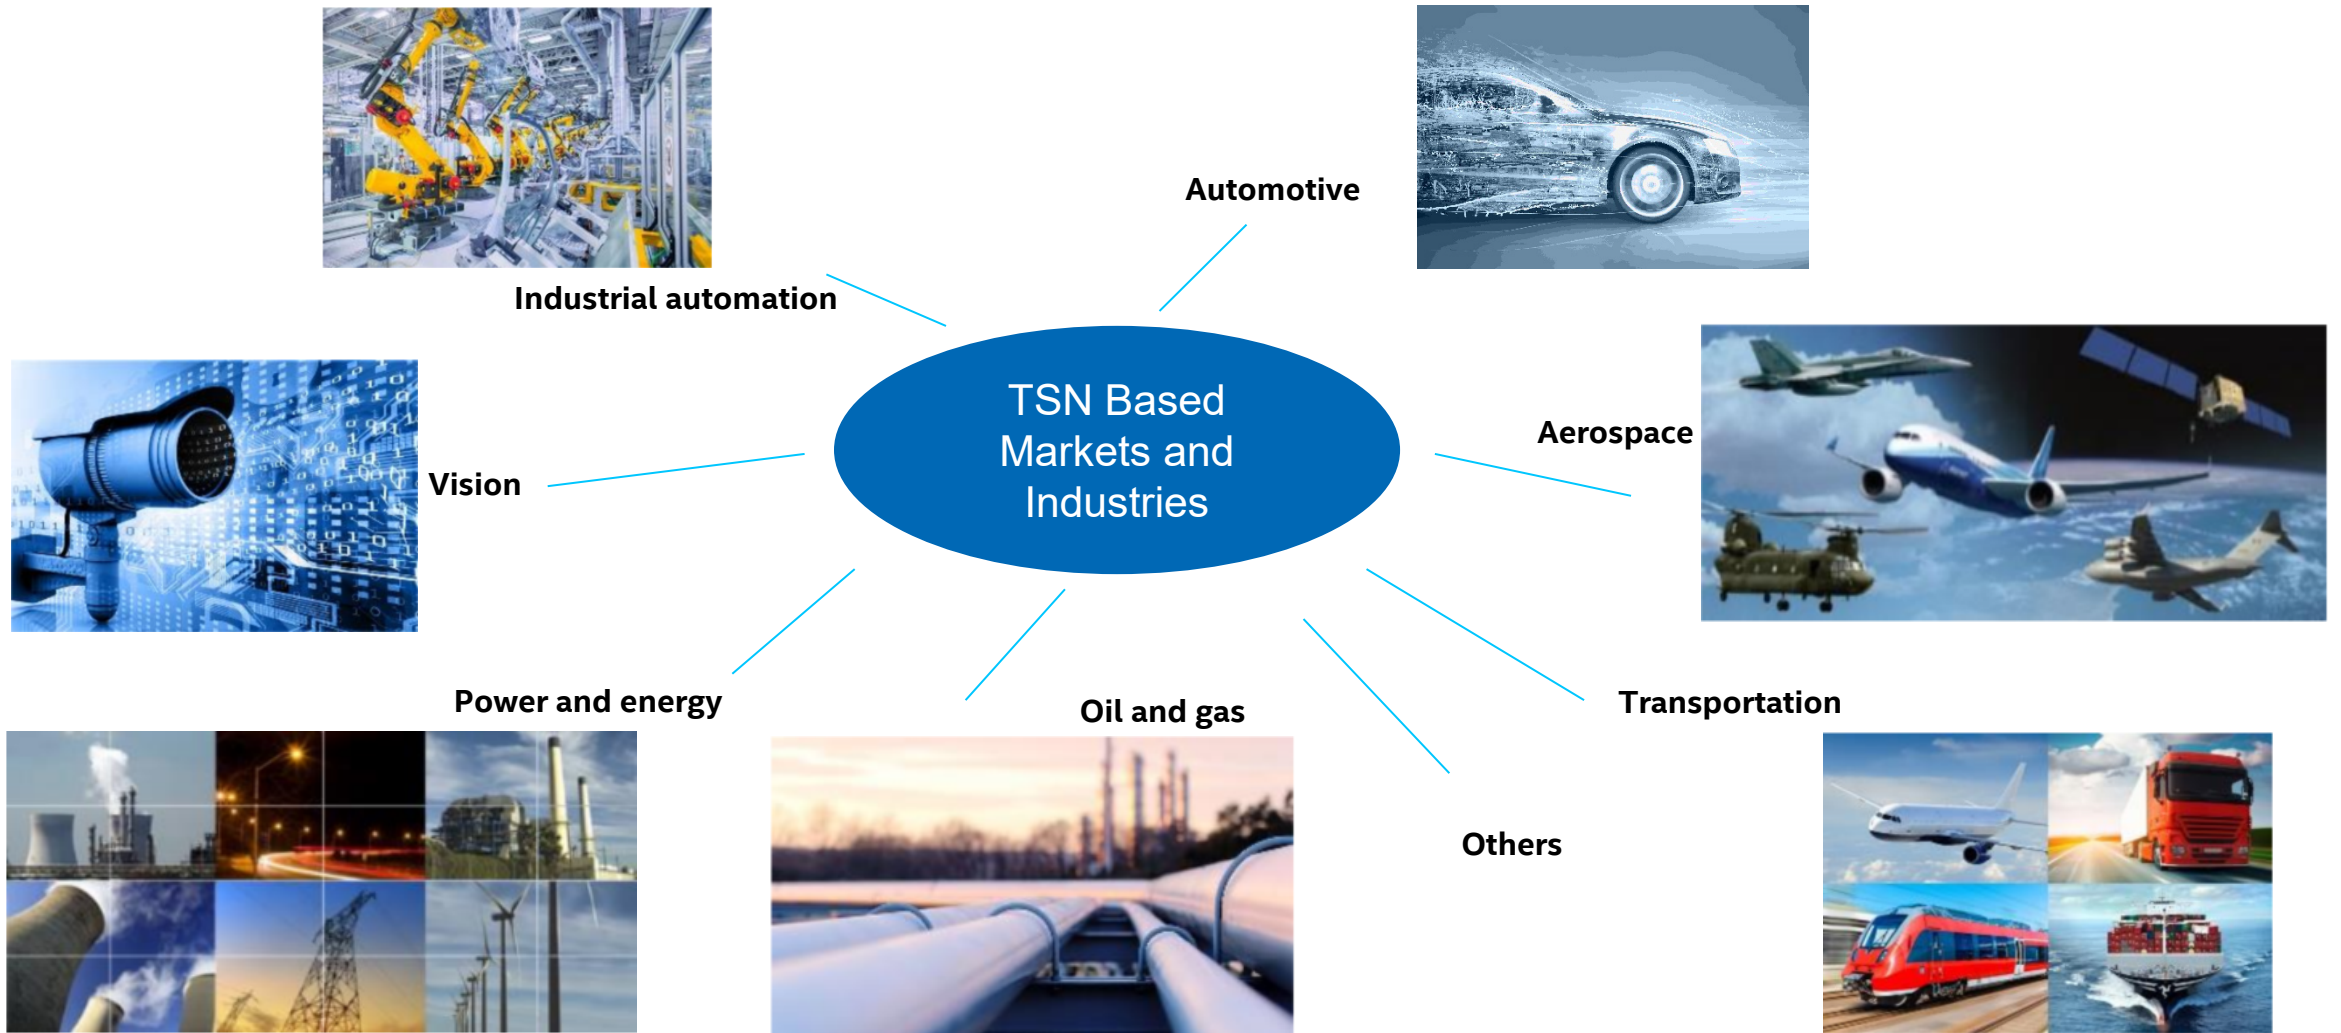 Automotive
Industrial automation
TSN Based
Markets and
Industries
Aerospace
Vision
Power and energy
Oil and gas
Transportation
Others